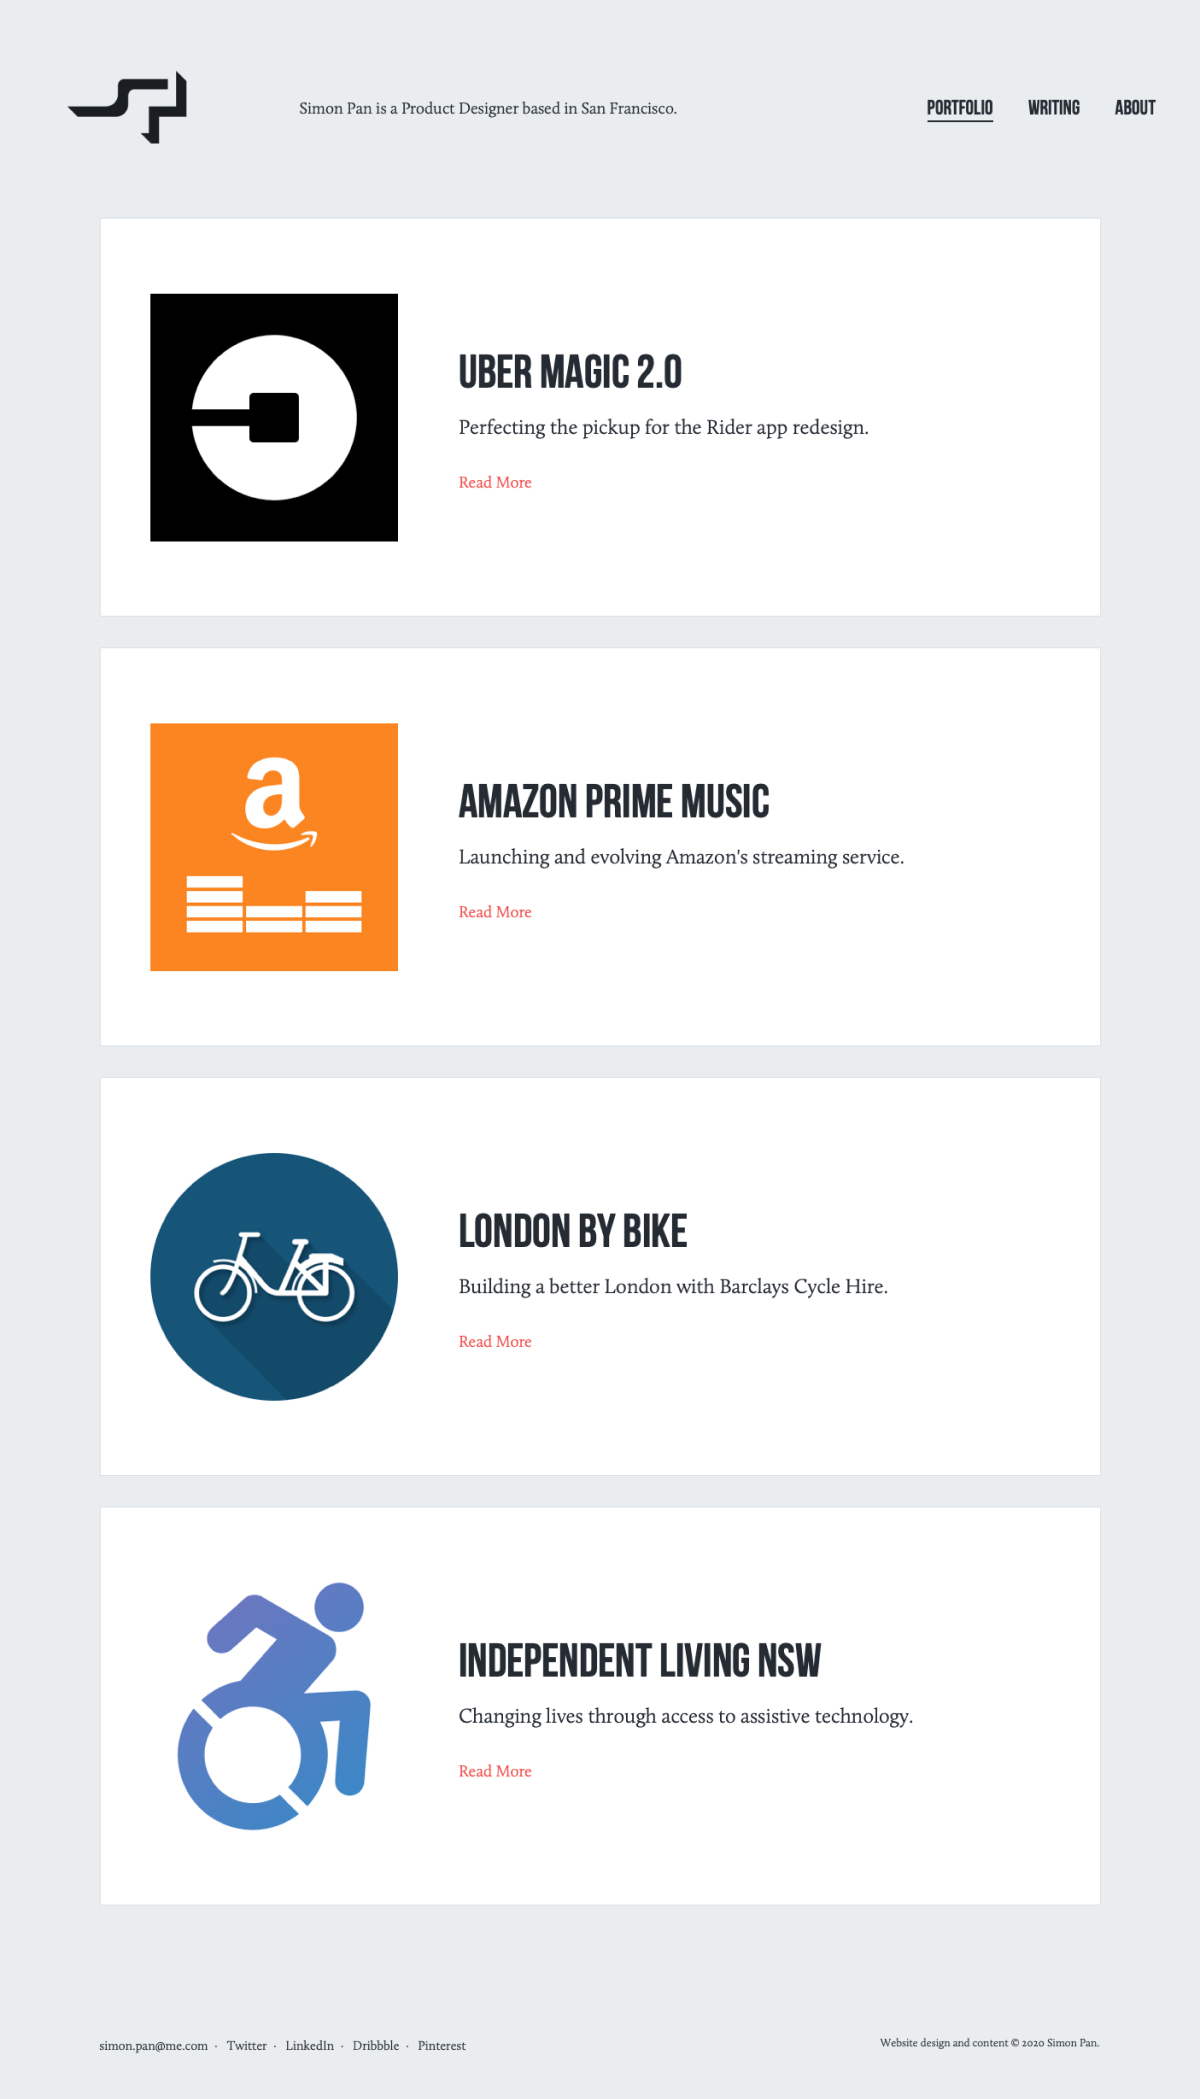 Simon Pan is a Product Designer based in San Francisco.
PORTFOLIO WRITING ABOUT
UBER MAGIC 2.0
Perfecting the pickup for the Rider app redesign.
Read More
a
AMAZON PRIME MUSIC
Launching and evolving Amazon's streaming service.
Read More
LONDON BY BIKE
Building a better London with Barclays Cycle Hire.
Read More
INDEPENDENT LIVING NSW
Changing lives through access to assistive technology.
Read More
simon.pan@me.com · Twitter · LinkedIn · Dribbble · Pinterest
Website design and content © 2020 Simon Pan.